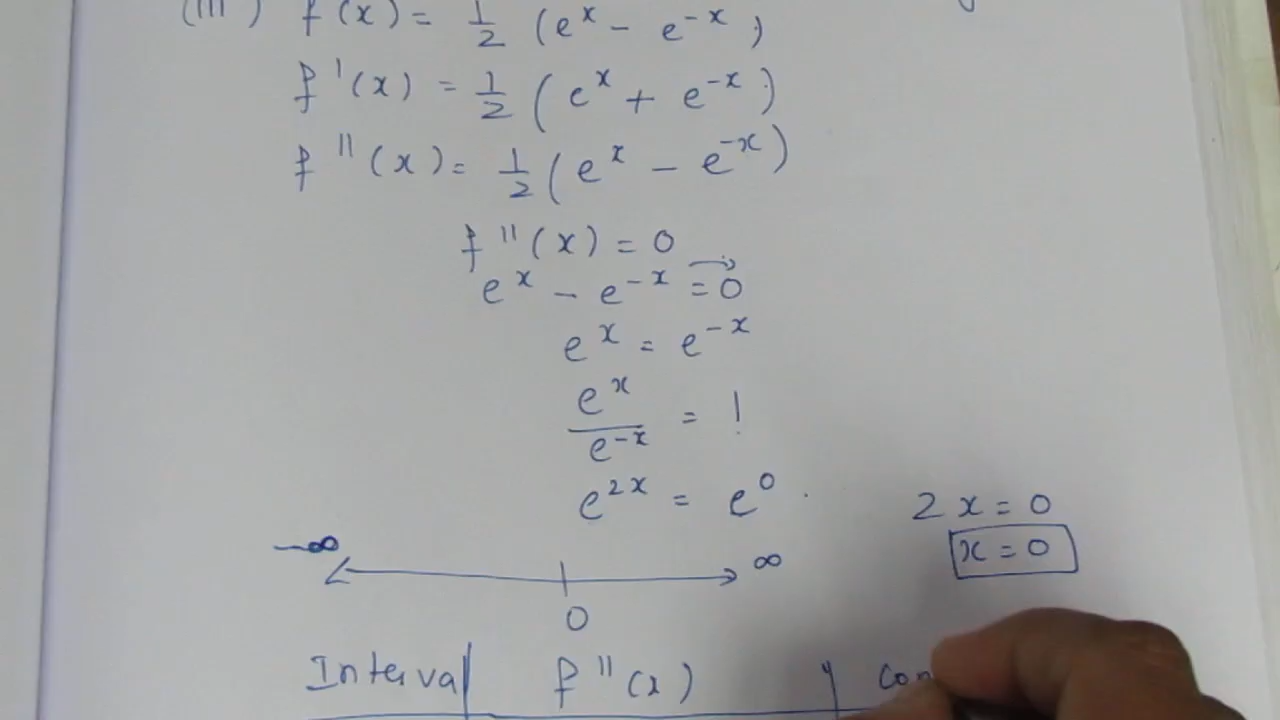 (III) f(x) = 1/2 (e^x - e^-x)
f'(x) = 1/2 (e^x + e^-x)
f''(x) = 1/2 (e^x - e^-x)
f''(x) = 0
e^x - e^-x = 0
e^x = e^-x
e^x / e^-x = 1
e^2x = e^0 .
2x = 0
x = 0
-∞ ∞
0
Interval f''(x)